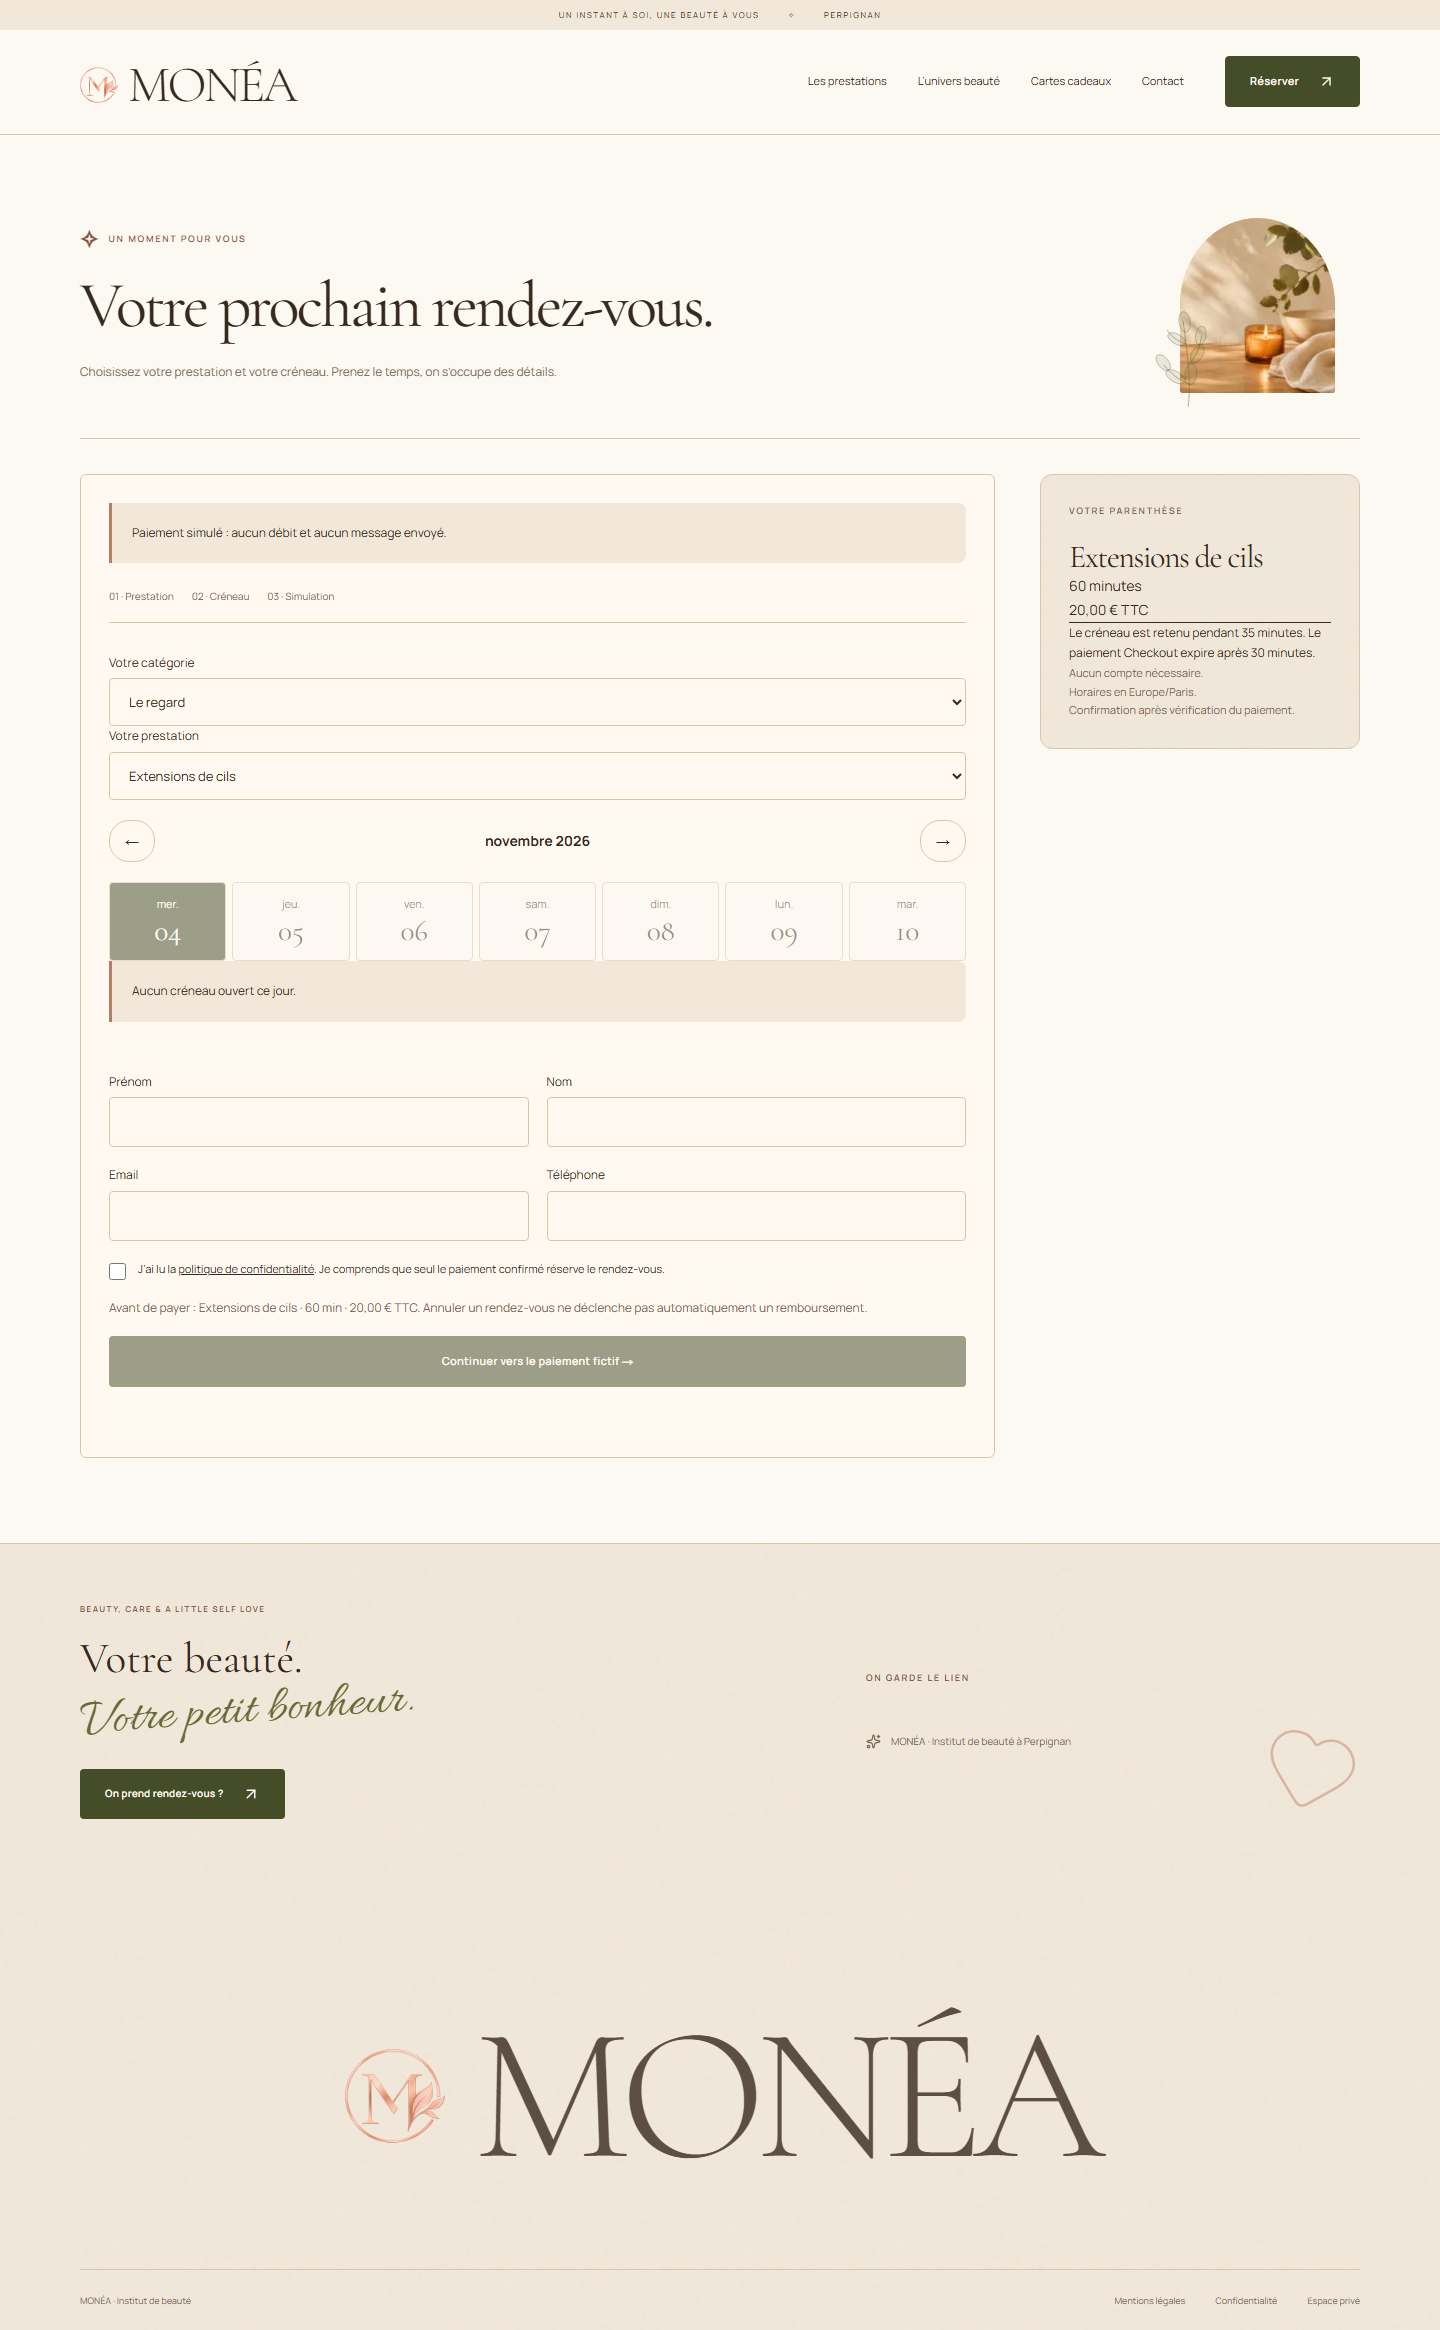 UN INSTANT À SOI, UNE BEAUTÉ À VOUS ✧ PERPIGNAN
MONÉA
Les prestations
L'univers beauté
Cartes cadeaux
Contact
Réserver
UN MOMENT POUR VOUS
Votre prochain rendez-vous.
Choisissez votre prestation et votre créneau. Prenez le temps, on s'occupe des détails.
Paiement simulé : aucun débit et aucun message envoyé.
01 · Prestation
02 · Créneau
03 · Simulation
Votre catégorie
Le regard
Votre prestation
Extensions de cils
←
novembre 2026
→
mer.
04
jeu.
05
ven.
06
sam.
07
dim.
08
lun.
09
mar.
10
Aucun créneau ouvert ce jour.
Prénom
Nom
Email
Téléphone
J'ai lu la politique de confidentialité. Je comprends que seul le paiement confirmé réserve le rendez-vous.
Avant de payer : Extensions de cils · 60 min · 20,00 € TTC. Annuler un rendez-vous ne déclenche pas automatiquement un remboursement.
Continuer vers le paiement fictif →
VOTRE PARENTHÈSE
Extensions de cils
60 minutes
20,00 € TTC
Le créneau est retenu pendant 35 minutes. Le
paiement Checkout expire après 30 minutes.
Aucun compte nécessaire.
Horaires en Europe/Paris.
Confirmation après vérification du paiement.
BEAUTY, CARE & A LITTLE SELF LOVE
Votre beauté.
Votre petit bonheur.
On prend rendez-vous ?
ON GARDE LE LIEN
MONÉA · Institut de beauté à Perpignan
M
MONÉA
MONÉA · Institut de beauté
Mentions légales
Confidentialité
Espace privé